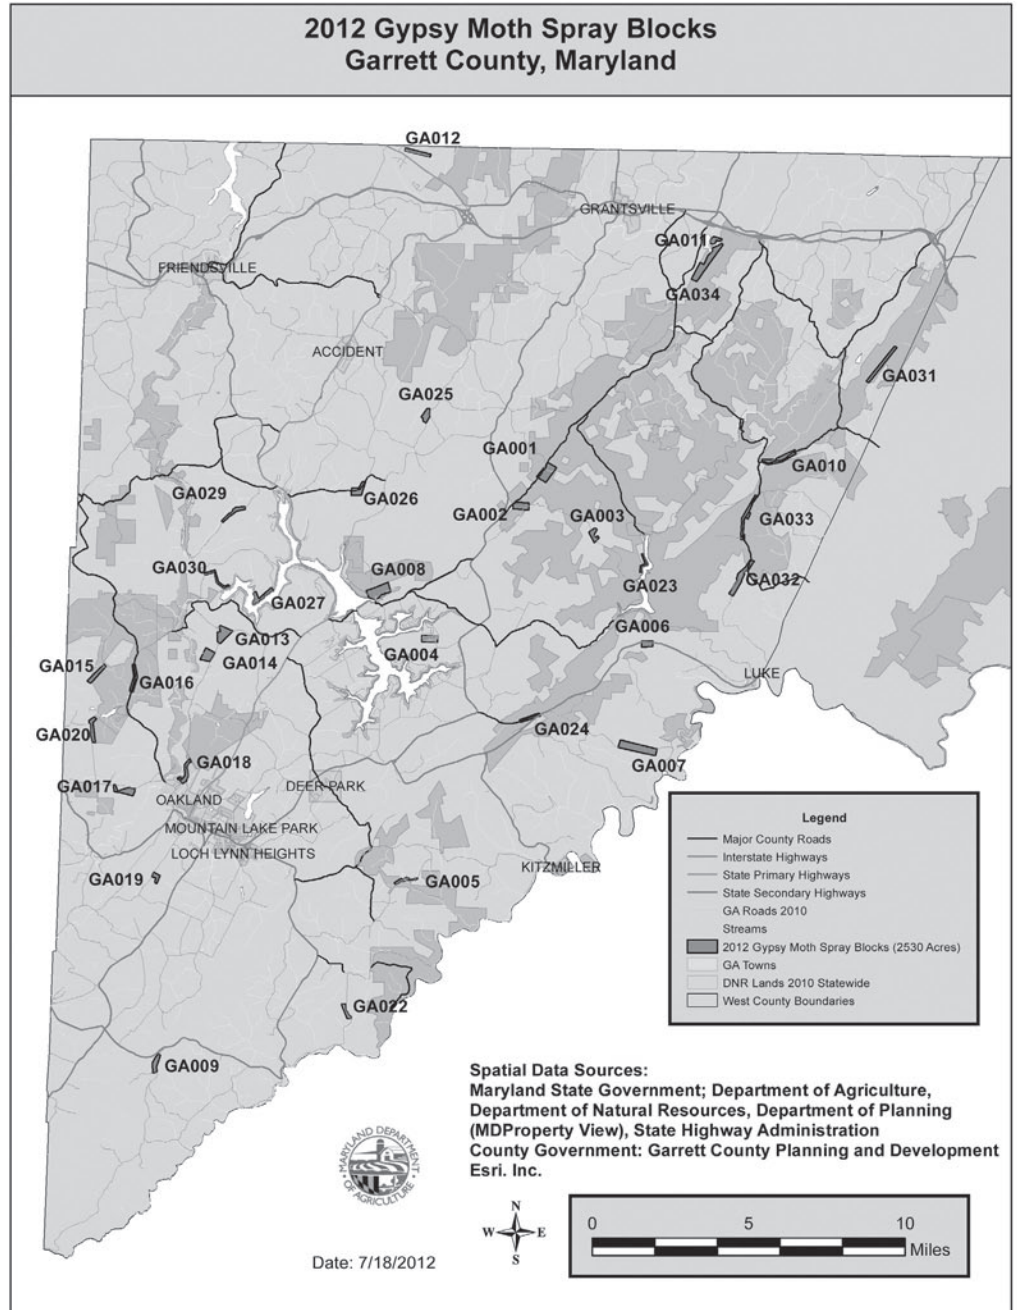 2012 Gypsy Moth Spray Blocks
Garrett County, Maryland
GA012
GRANTSVILLE
GA011
FRIENDSVILLE
GA034
ACCIDENT
GA031
GA025
GA001
GA010
GA029
GA026
GA002
GA003
GA033
GA030
GA008
GA032
GA023
GA027
GA006
GA013
GA004
GA014
GA015
LUKE
GA016
GA024
GA020
GA018
GA007
GA017
DEER PARK
OAKLAND
MOUNTAIN LAKE PARK
LOCH LYNN HEIGHTS
KITZMILLER
GA019
GA005
GA022
GA009
Legend
Major County Roads
Interstate Highways
State Primary Highways
State Secondary Highways
GA Roads 2010
Streams
2012 Gypsy Moth Spray Blocks (2530 Acres)
GA Towns
DNR Lands 2010 Statewide
West County Boundaries
Spatial Data Sources:
Maryland State Government; Department of Agriculture,
Department of Natural Resources, Department of Planning
(MDProperty View), State Highway Administration
County Government: Garrett County Planning and Development
Esri. Inc.
MARYLAND DEPARTMENT
OF AGRICULTURE
N
W E
S
0 5 10
Miles
Date: 7/18/2012